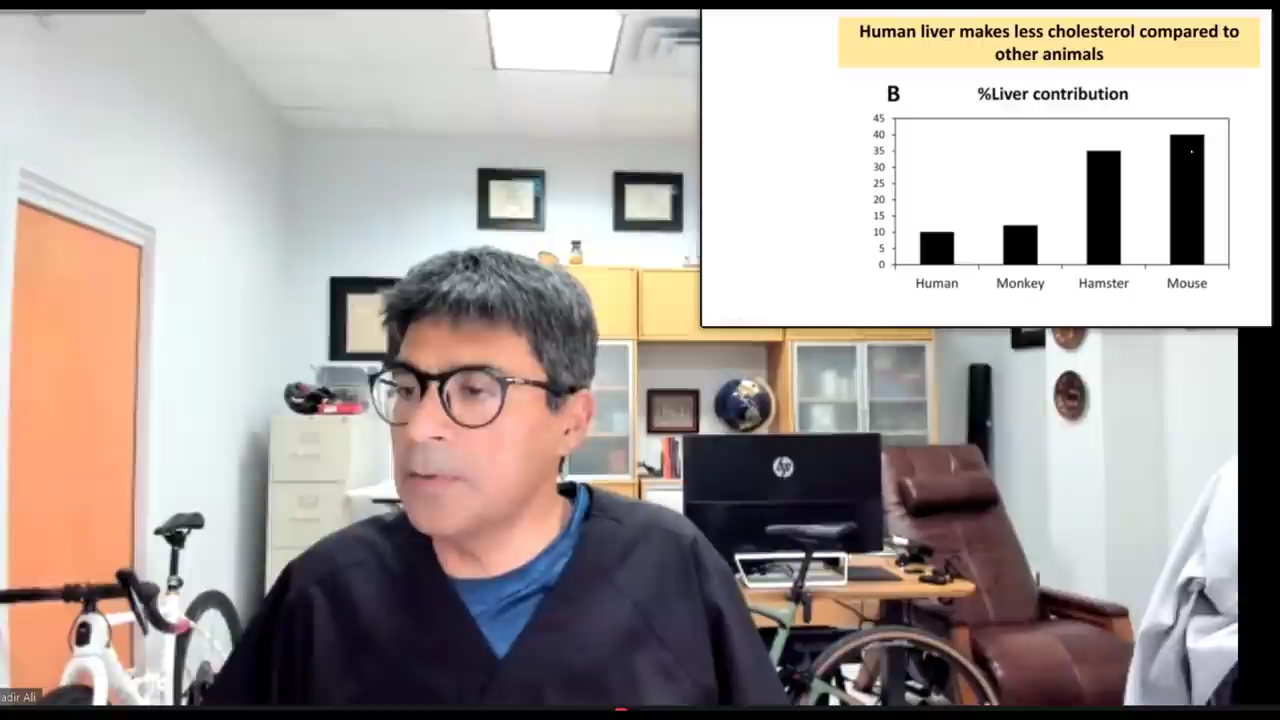 Human liver makes less cholesterol compared to
other animals
B
%Liver contribution
45
40
35
30
25
20
15
10
5
0
Human Monkey Hamster Mouse
hp
adir Ali